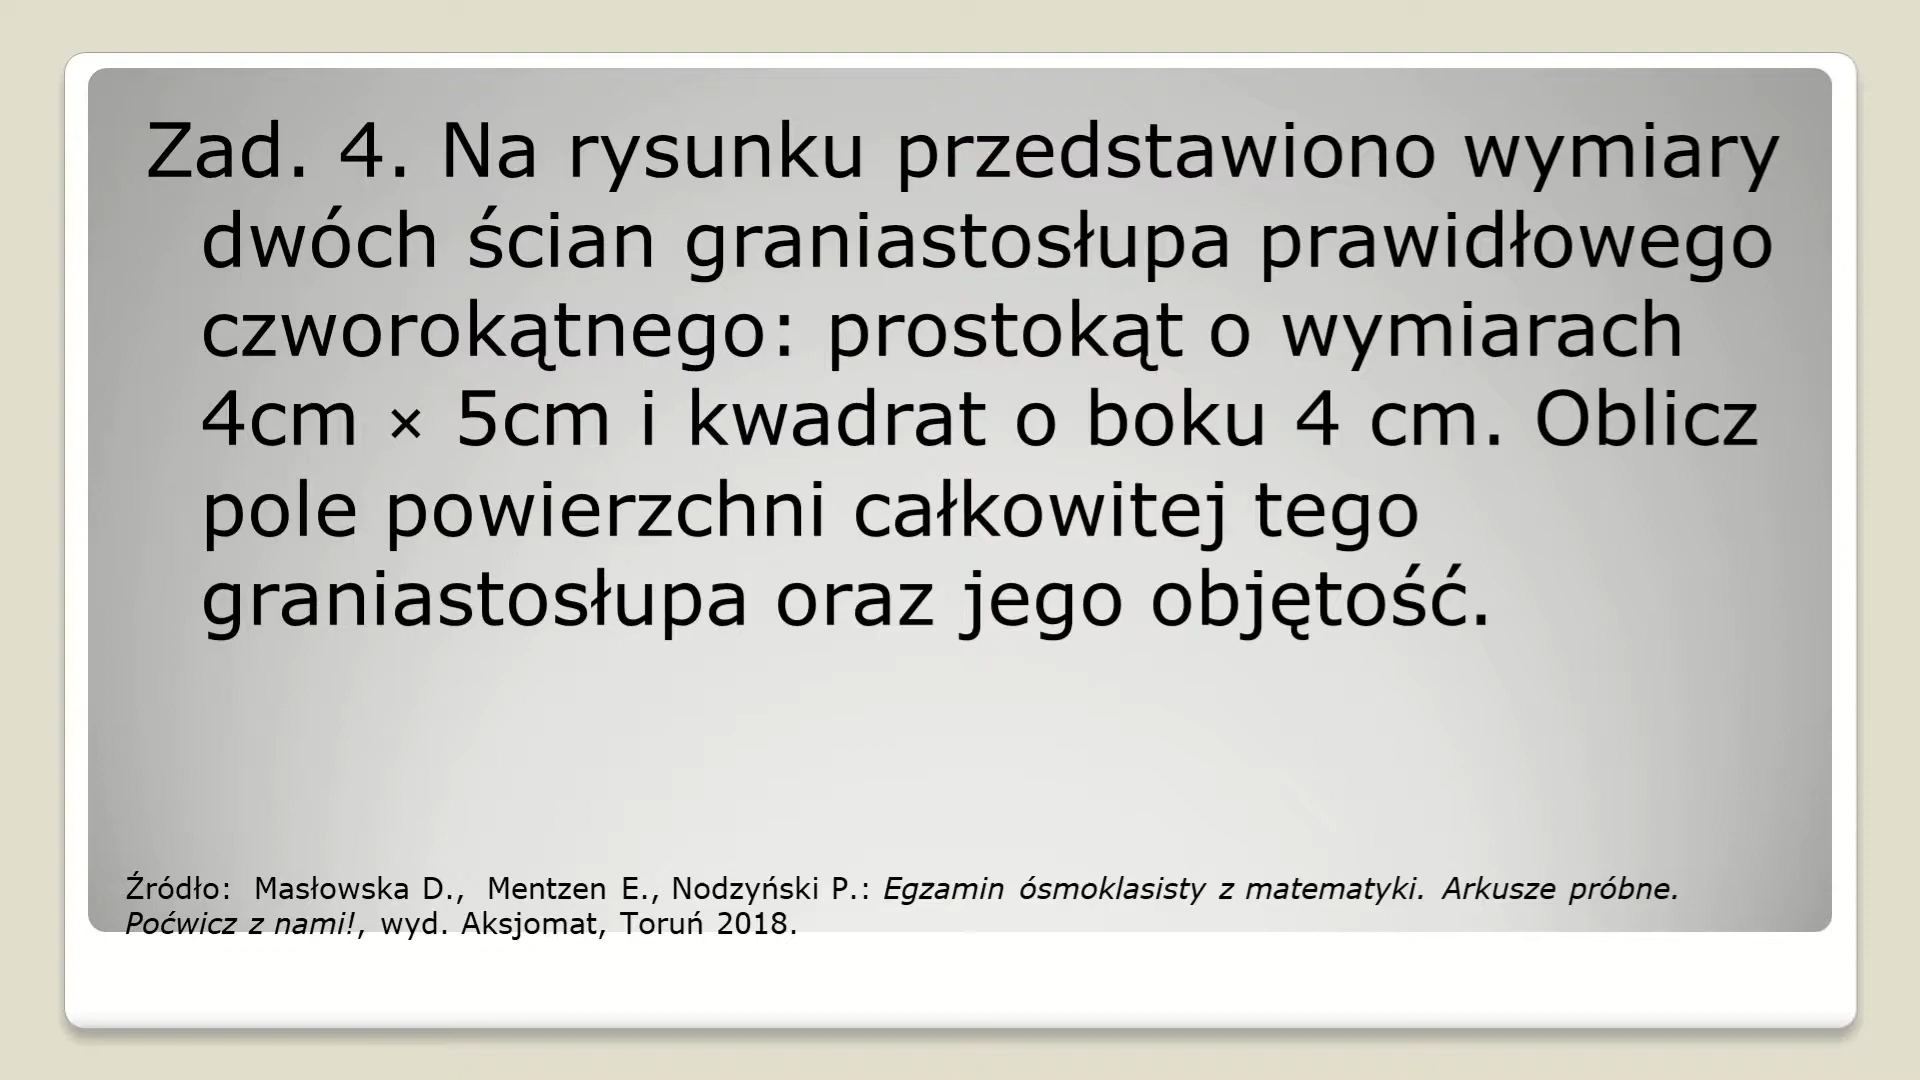 Zad. 4. Na rysunku przedstawiono wymiary
dwóch ścian graniastosłupa prawidłowego
czworokątnego: prostokąt o wymiarach
4cm × 5cm i kwadrat o boku 4 cm. Oblicz
pole powierzchni całkowitej tego
graniastosłupa oraz jego objętość.
Źródło: Masłowska D., Mentzen E., Nodzyński P.: Egzamin ósmoklasisty z matematyki. Arkusze próbne.
Poćwicz z nami!, wyd. Aksjomat, Toruń 2018.